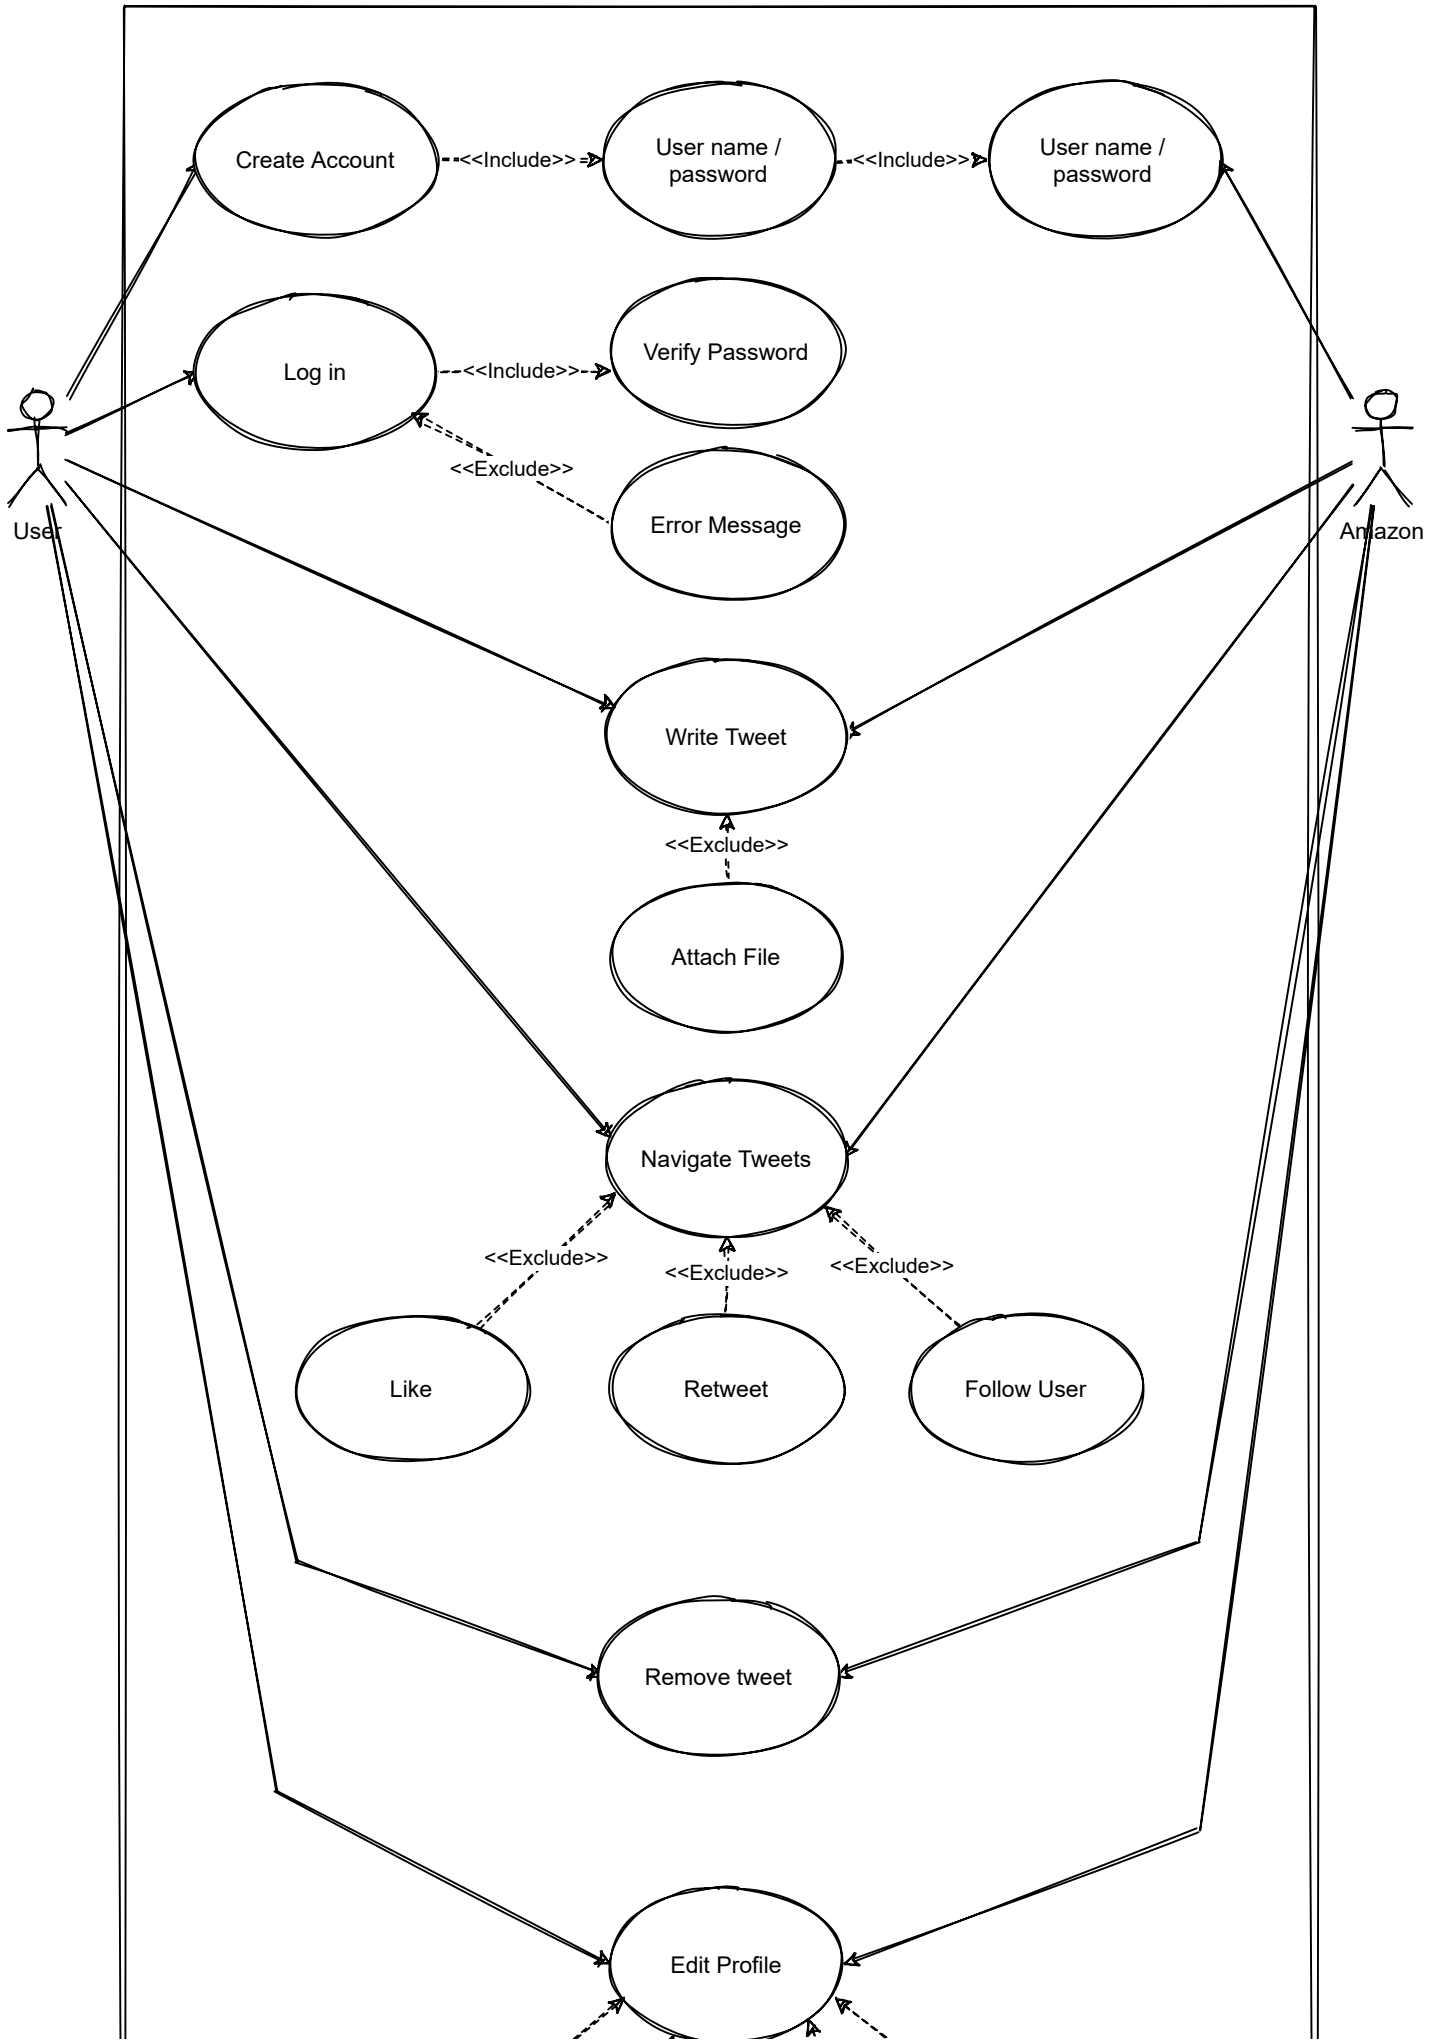 Create Account
<<Include>>
User name /
password
<<Include>>
User name /
password
Log in
<<Include>>
Verify Password
<<Exclude>>
Error Message
User
Amazon
Write Tweet
<<Exclude>>
Attach File
Navigate Tweets
<<Exclude>>
<<Exclude>>
<<Exclude>>
Like
Retweet
Follow User
Remove tweet
Edit Profile